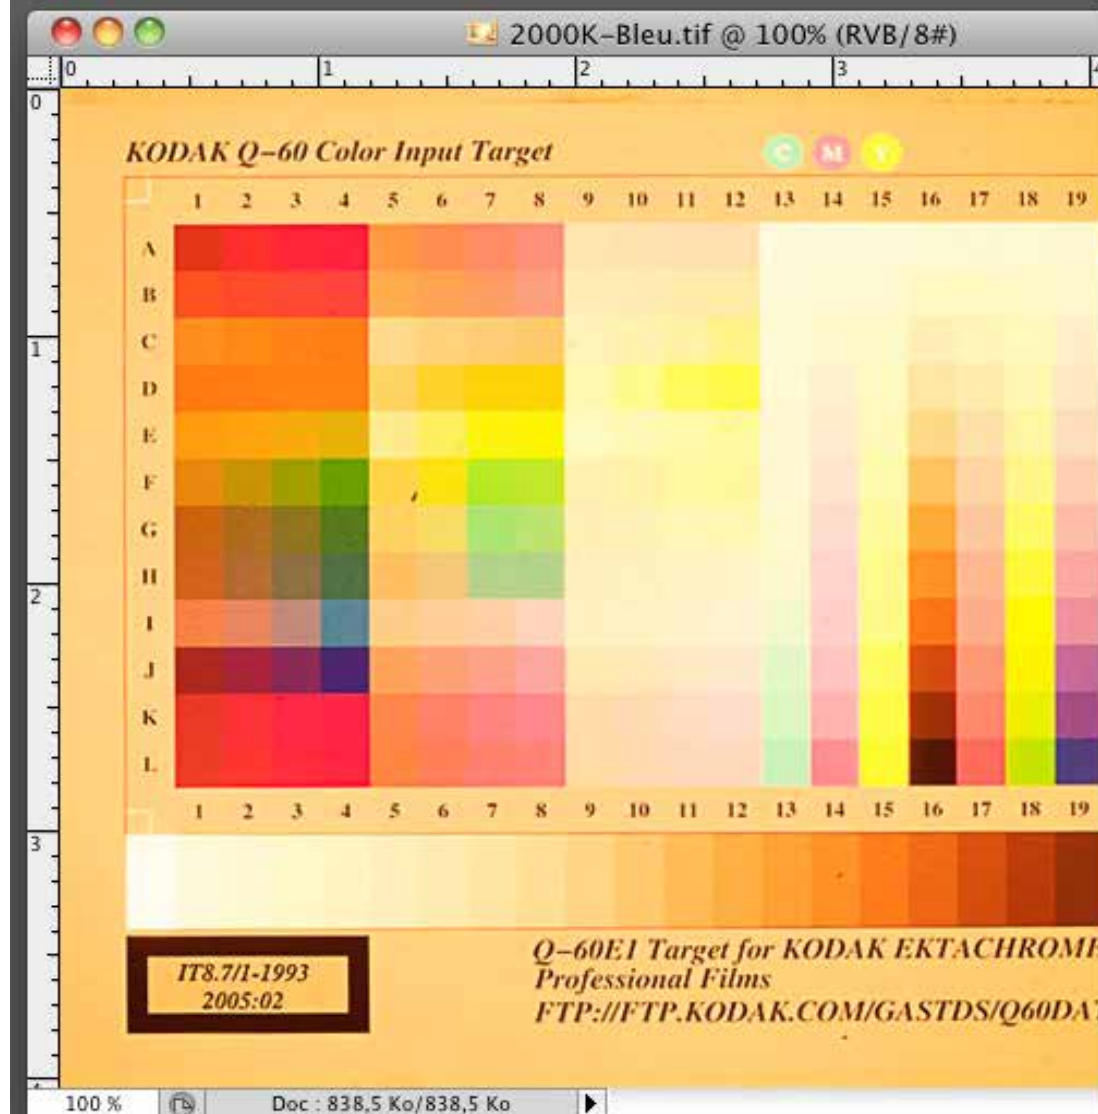 2000K-Bleu.tif @ 100% (RVB/8#)
0 1 2 3 4
0
KODAK Q-60 Color Input Target C M Y
1 2 3 4 5 6 7 8 9 10 11 12 13 14 15 16 17 18 19
A
B
C
1
D
E
F
G
H
2
I
J
K
L
1 2 3 4 5 6 7 8 9 10 11 12 13 14 15 16 17 18 19
3
Q-60E1 Target for KODAK EKTACHROME
IT8.7/1-1993
Professional Films
2005:02
FTP://FTP.KODAK.COM/GASTDS/Q60DAT
4
100 % Doc : 838,5 Ko/838,5 Ko